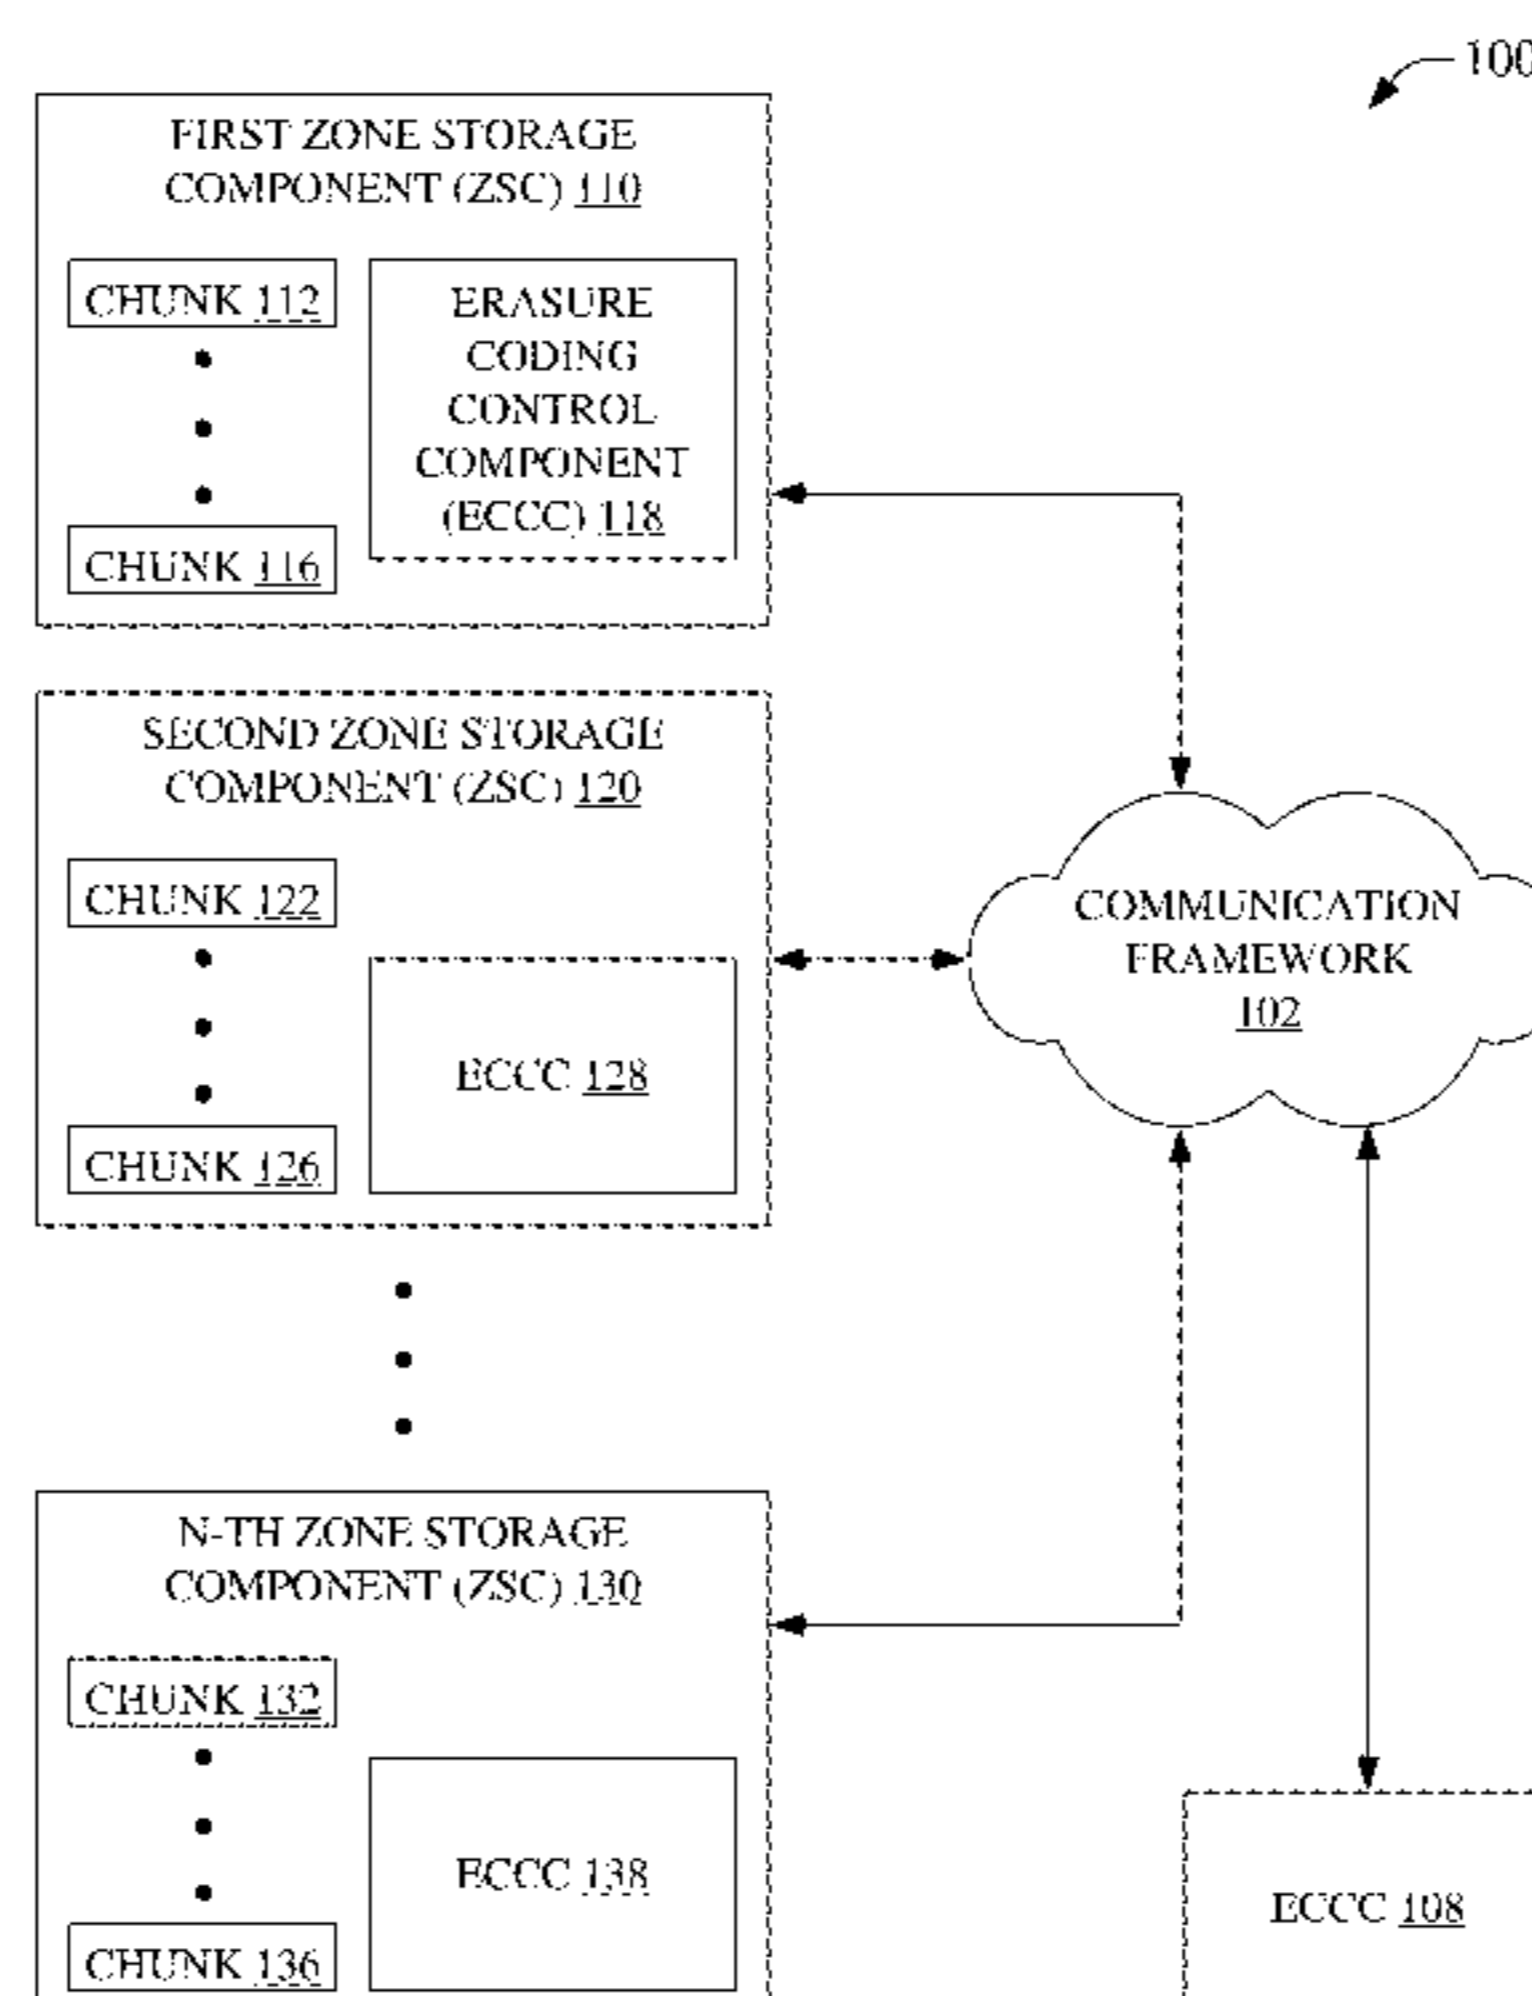 100
FIRST ZONE STORAGE
COMPONENT (ZSC) 110
CHUNK 112
ERASURE
CODING
CONTROL
COMPONENT
(ECCC) 118
CHUNK 116
SECOND ZONE STORAGE
COMPONENT (ZSC) 120
CHUNK 122
ECCC 128
CHUNK 126
COMMUNICATION
FRAMEWORK
102
N-TH ZONE STORAGE
COMPONENT (ZSC) 130
CHUNK 132
ECCC 138
CHUNK 136
ECCC 108